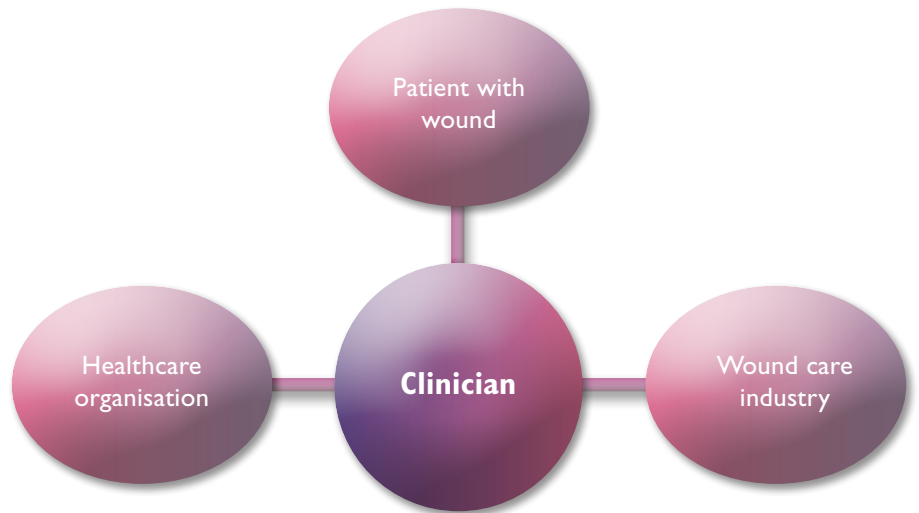 Patient with
wound
Healthcare
organisation
Clinician
Wound care
industry